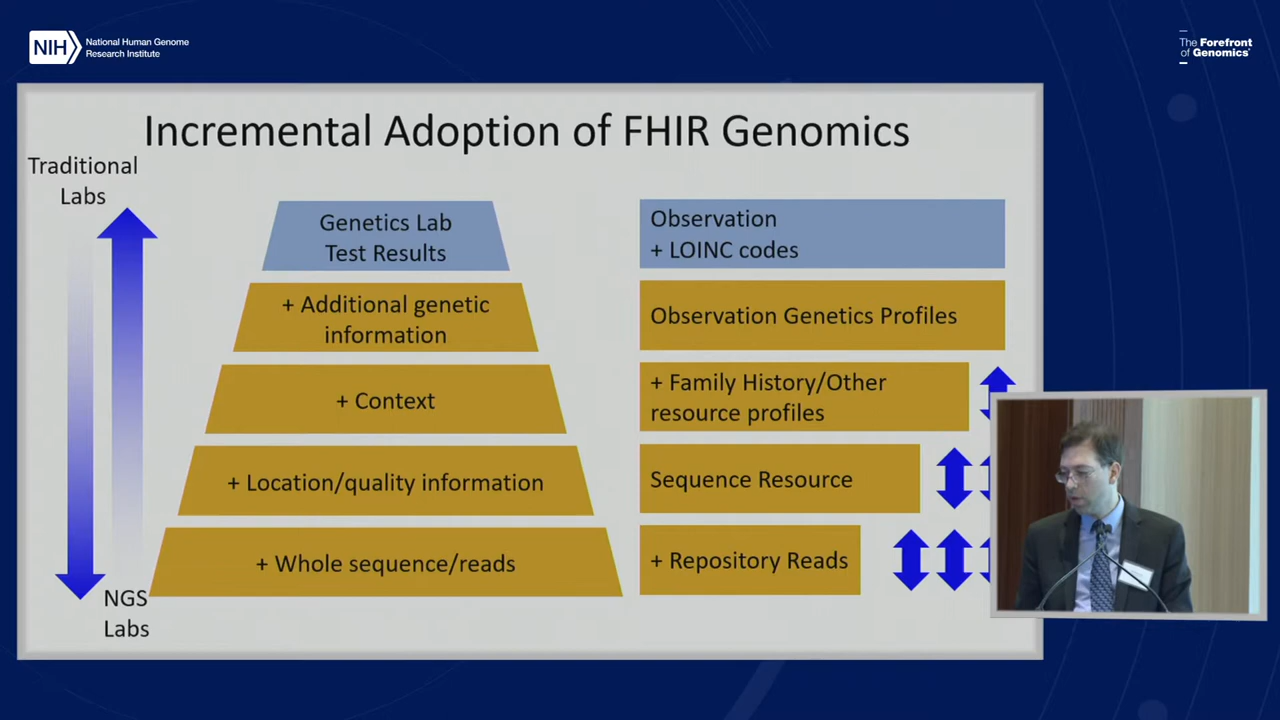 NIH
National Human Genome
Research Institute
The Forefront
of Genomics®
Incremental Adoption of FHIR Genomics
Traditional
Labs
Genetics Lab
Test Results
+ Additional genetic
information
+ Context
+ Location/quality information
+ Whole sequence/reads
NGS
Labs
Observation
+ LOINC codes
Observation Genetics Profiles
+ Family History/Other
resource profiles
Sequence Resource
+ Repository Reads